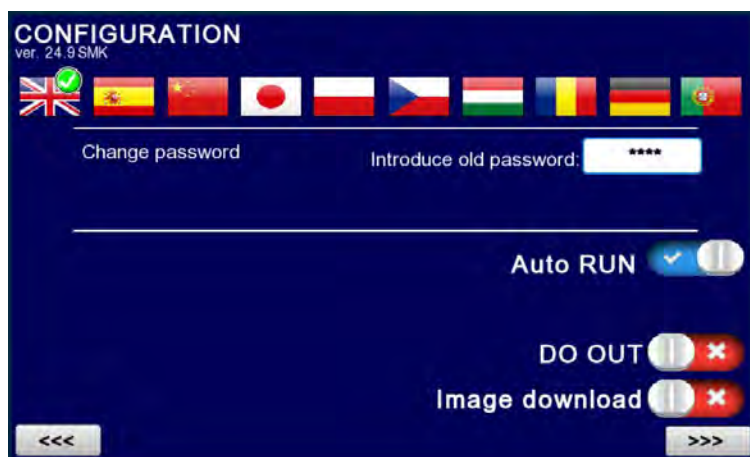 CONFIGURATION
ver. 24.9 SMK
Change password
Introduce old password: ****
Auto RUN
DO OUT
Image download
<<< >>>